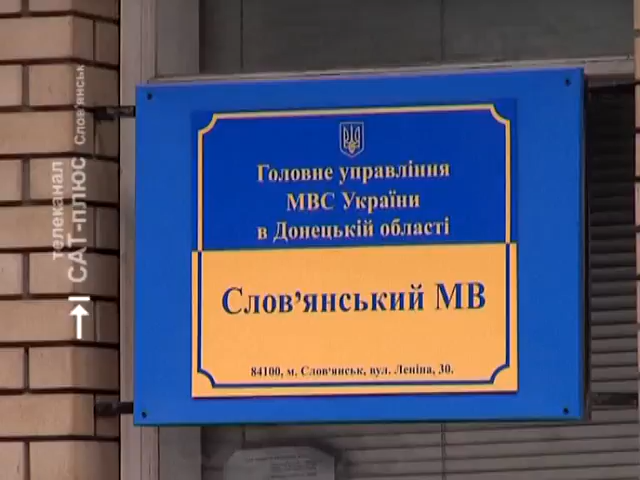 Головне управління
МВС України
в Донецькій області
Слов’янський МВ
84100, м. Слов'янськ, вул. Леніна, 30.
телеканал
САТ-плюс Слов'янськ